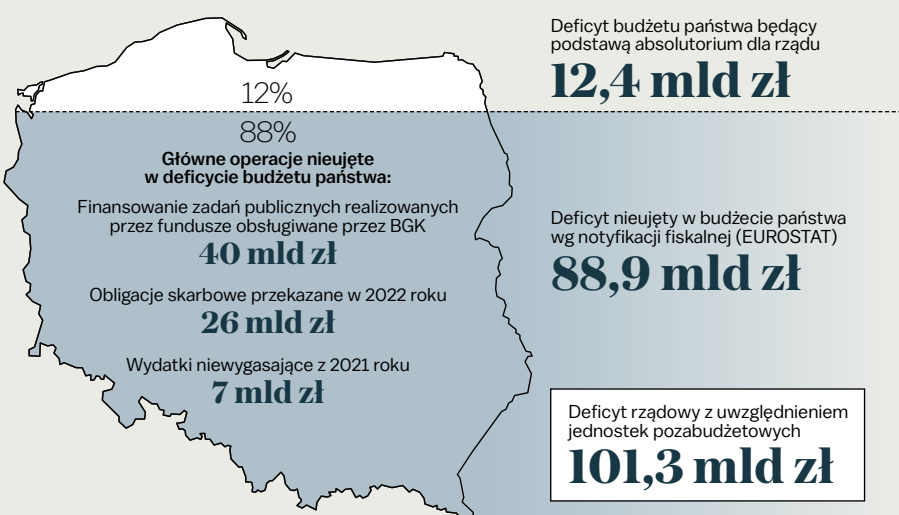 12%
88%
Główne operacje nieujęte
w deficycie budżetu państwa:
Finansowanie zadań publicznych realizowanych
przez fundusze obsługiwane przez BGK
40 mld zł
Obligacje skarbowe przekazane w 2022 roku
26 mld zł
Wydatki niewygasające z 2021 roku
7 mld zł
Deficyt budżetu państwa będący
podstawą absolutorium dla rządu
12,4 mld zł
Deficyt nieujęty w budżecie państwa
wg notyfikacji fiskalnej (EUROSTAT)
88,9 mld zł
Deficyt rządowy z uwzględnieniem
jednostek pozabudżetowych
101,3 mld zł